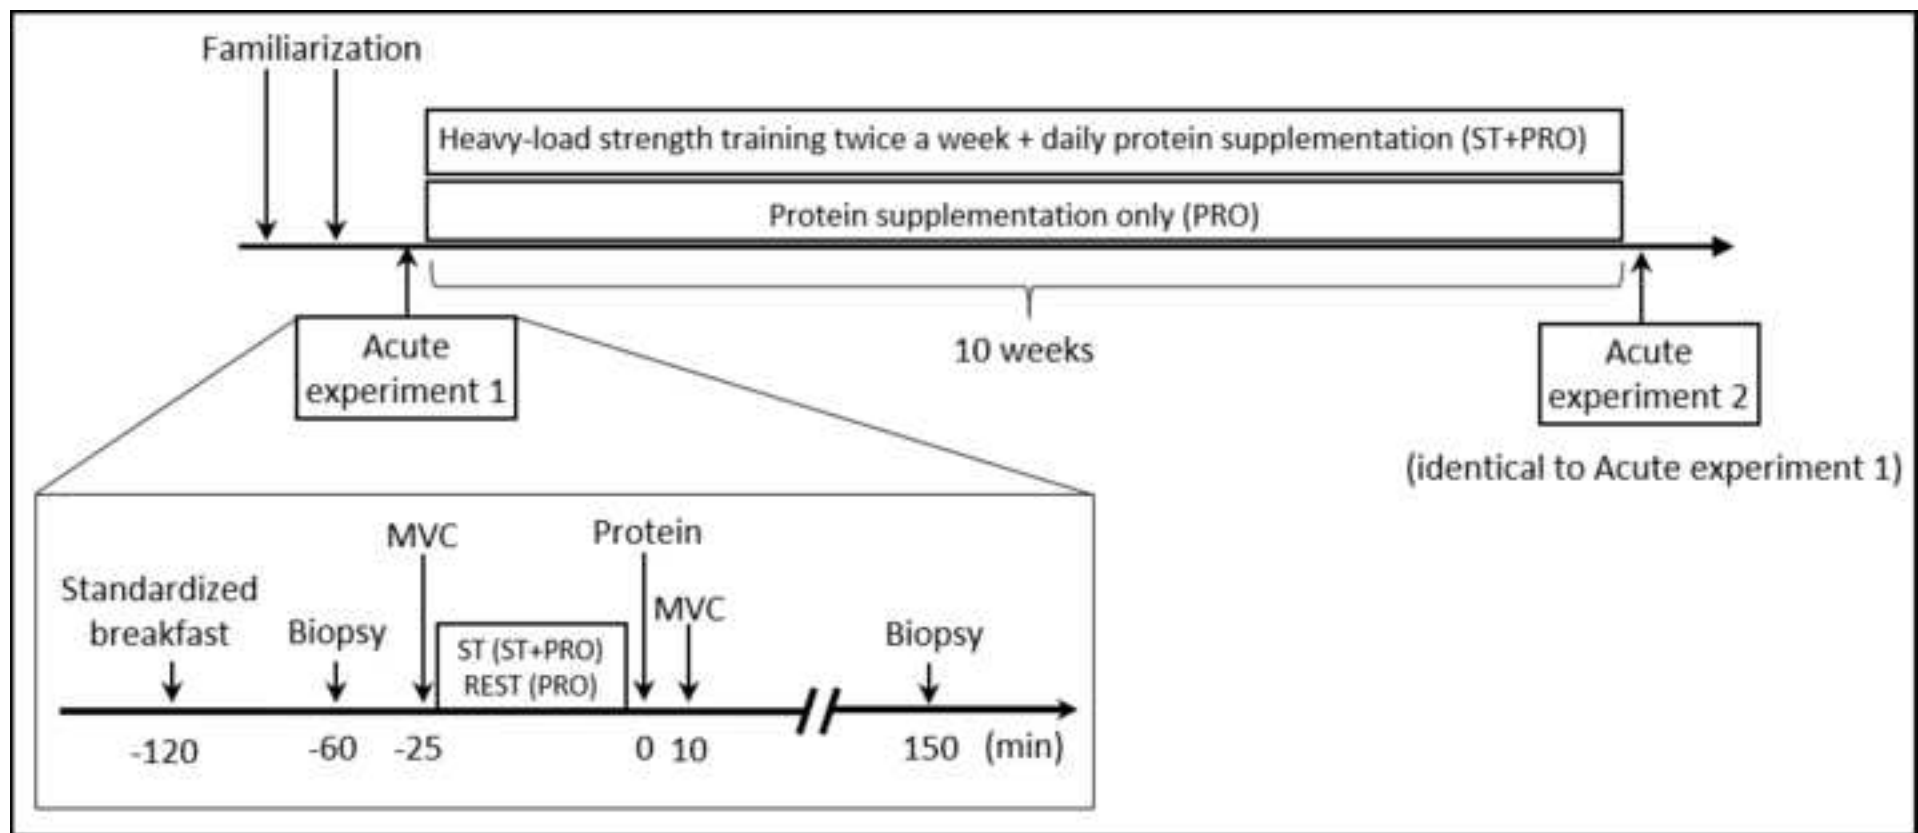 Familiarization
Heavy-load strength training twice a week + daily protein supplementation (ST+PRO)
Protein supplementation only (PRO)
10 weeks
Acute
experiment 1
Acute
experiment 2
(identical to Acute experiment 1)
Standardized
breakfast
Biopsy
MVC
ST (ST+PRO)
REST (PRO)
Protein
MVC
Biopsy
-120 -60 -25 0 10 150 (min)